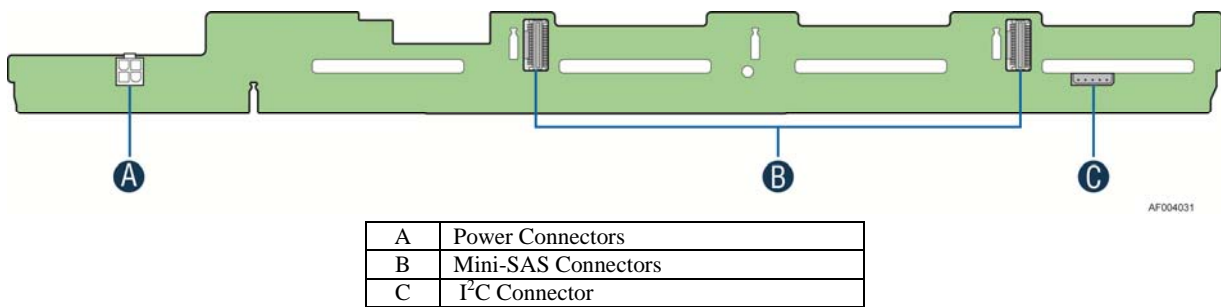 A
B
C
AF004031
A Power Connectors
B Mini-SAS Connectors
C I²C Connector